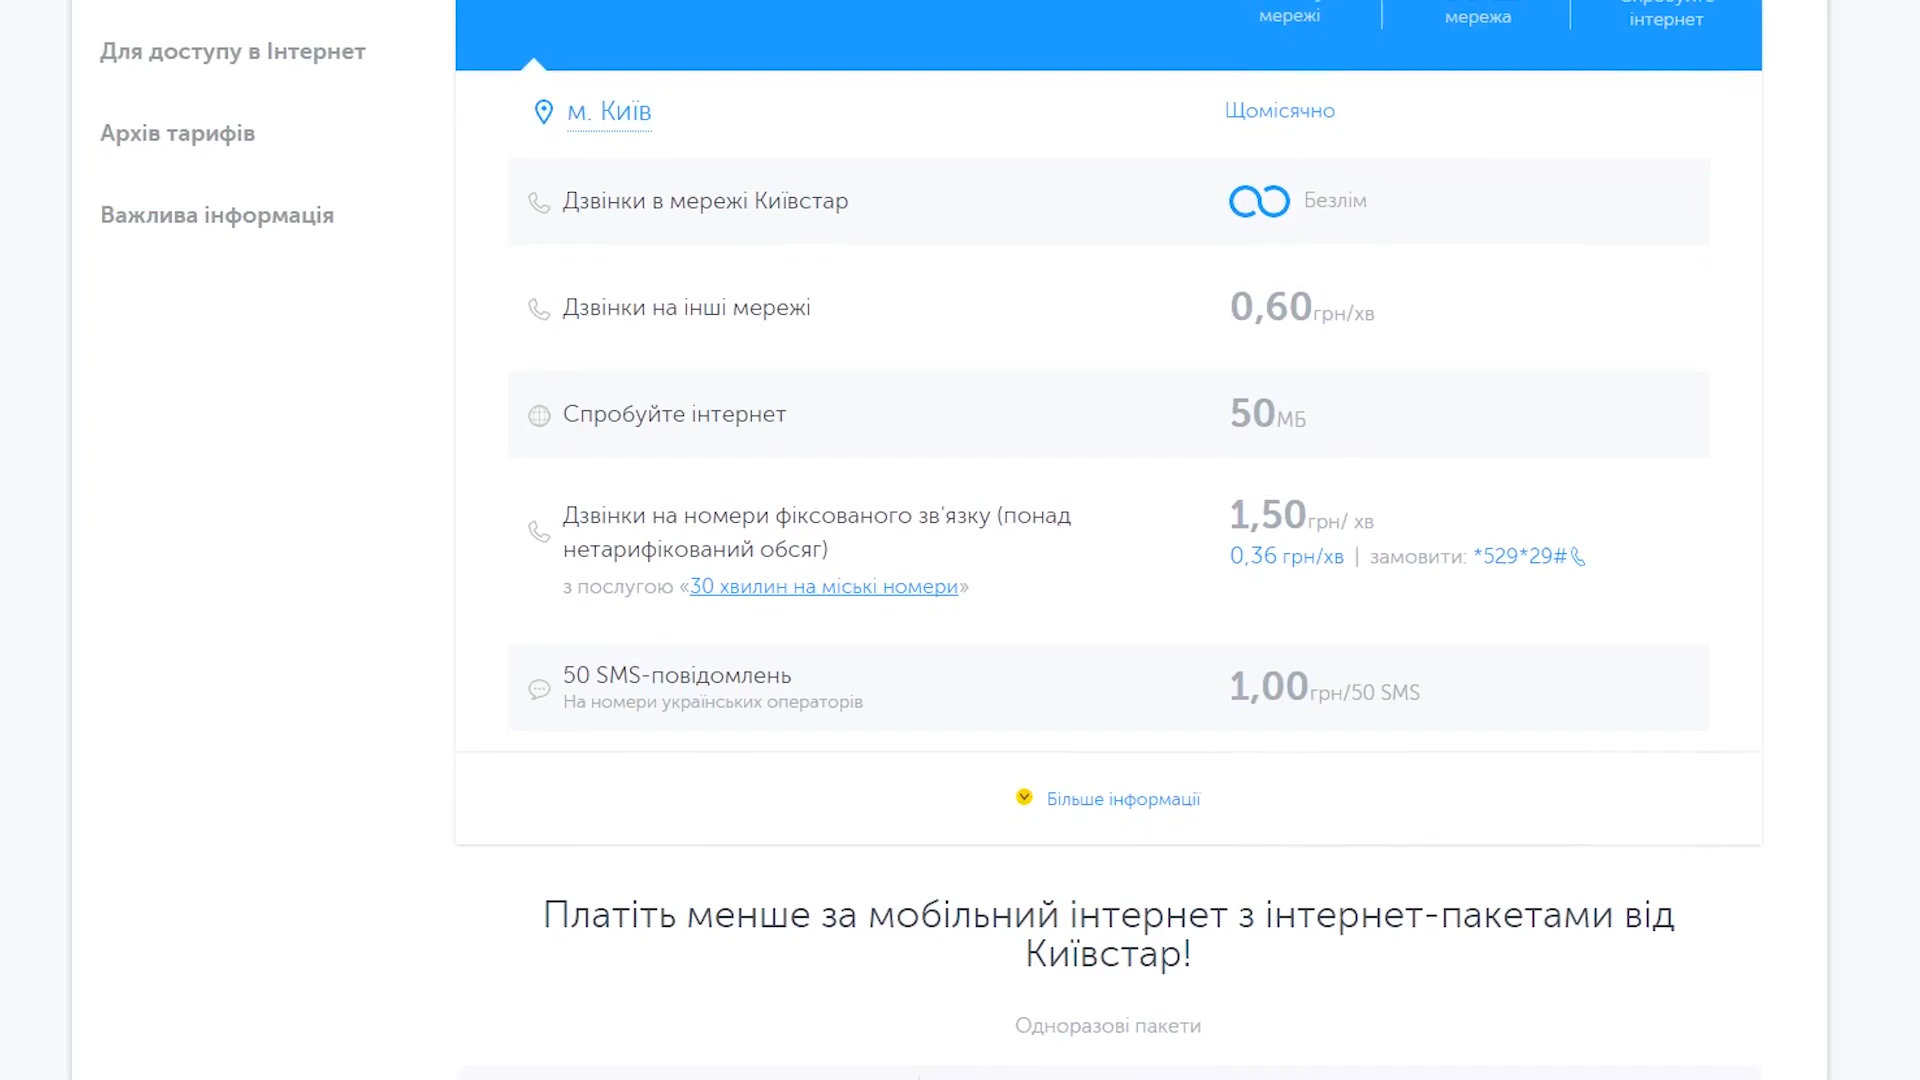 мережі
мережа
інтернет
Для доступу в Інтернет
Архів тарифів
Важлива інформація
м. Київ
Щомісячно
Дзвінки в мережі Київстар
Безлім
Дзвінки на інші мережі
0,60грн/хв
Спробуйте інтернет
50МБ
Дзвінки на номери фіксованого зв'язку (понад
нетарифікований обсяг)
з послугою «30 хвилин на міські номери»
1,50грн/ хв
0,36 грн/хв | замовити: *529*29#
50 SMS-повідомлень
На номери українських операторів
1,00грн/50 SMS
Більше інформації
Платіть менше за мобільний інтернет з інтернет-пакетами від
Київстар!
Одноразові пакети